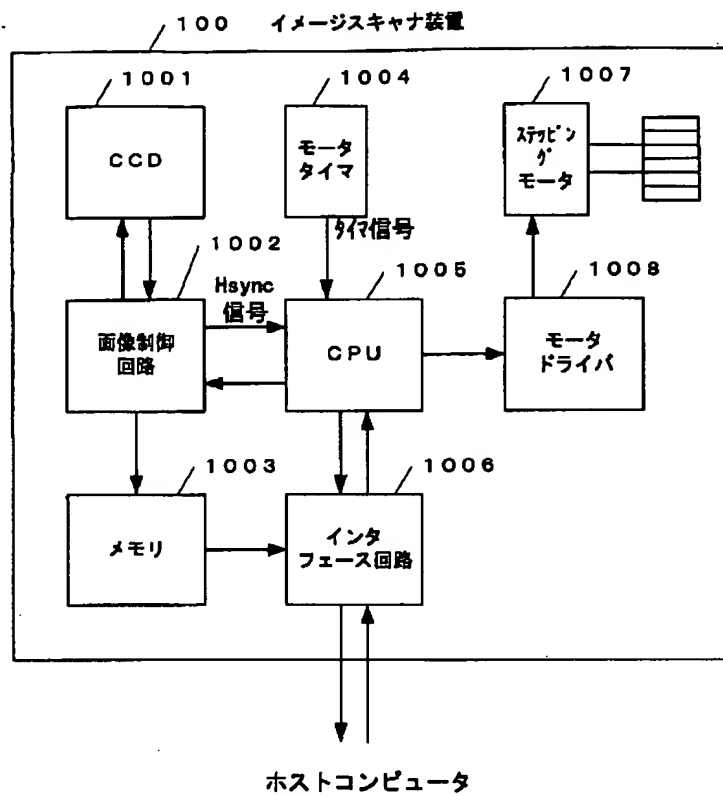 100 イメージスキャナ装置
1001
1004
1007
CCD
モータ
タイマ
ステッピン
グ
モータ
タイマ信号
1002
1005
1008
Hsync
信号
画像制御
回路
CPU
モータ
ドライバ
1003
1006
メモリ
インタ
フェース回路
ホストコンピュータ